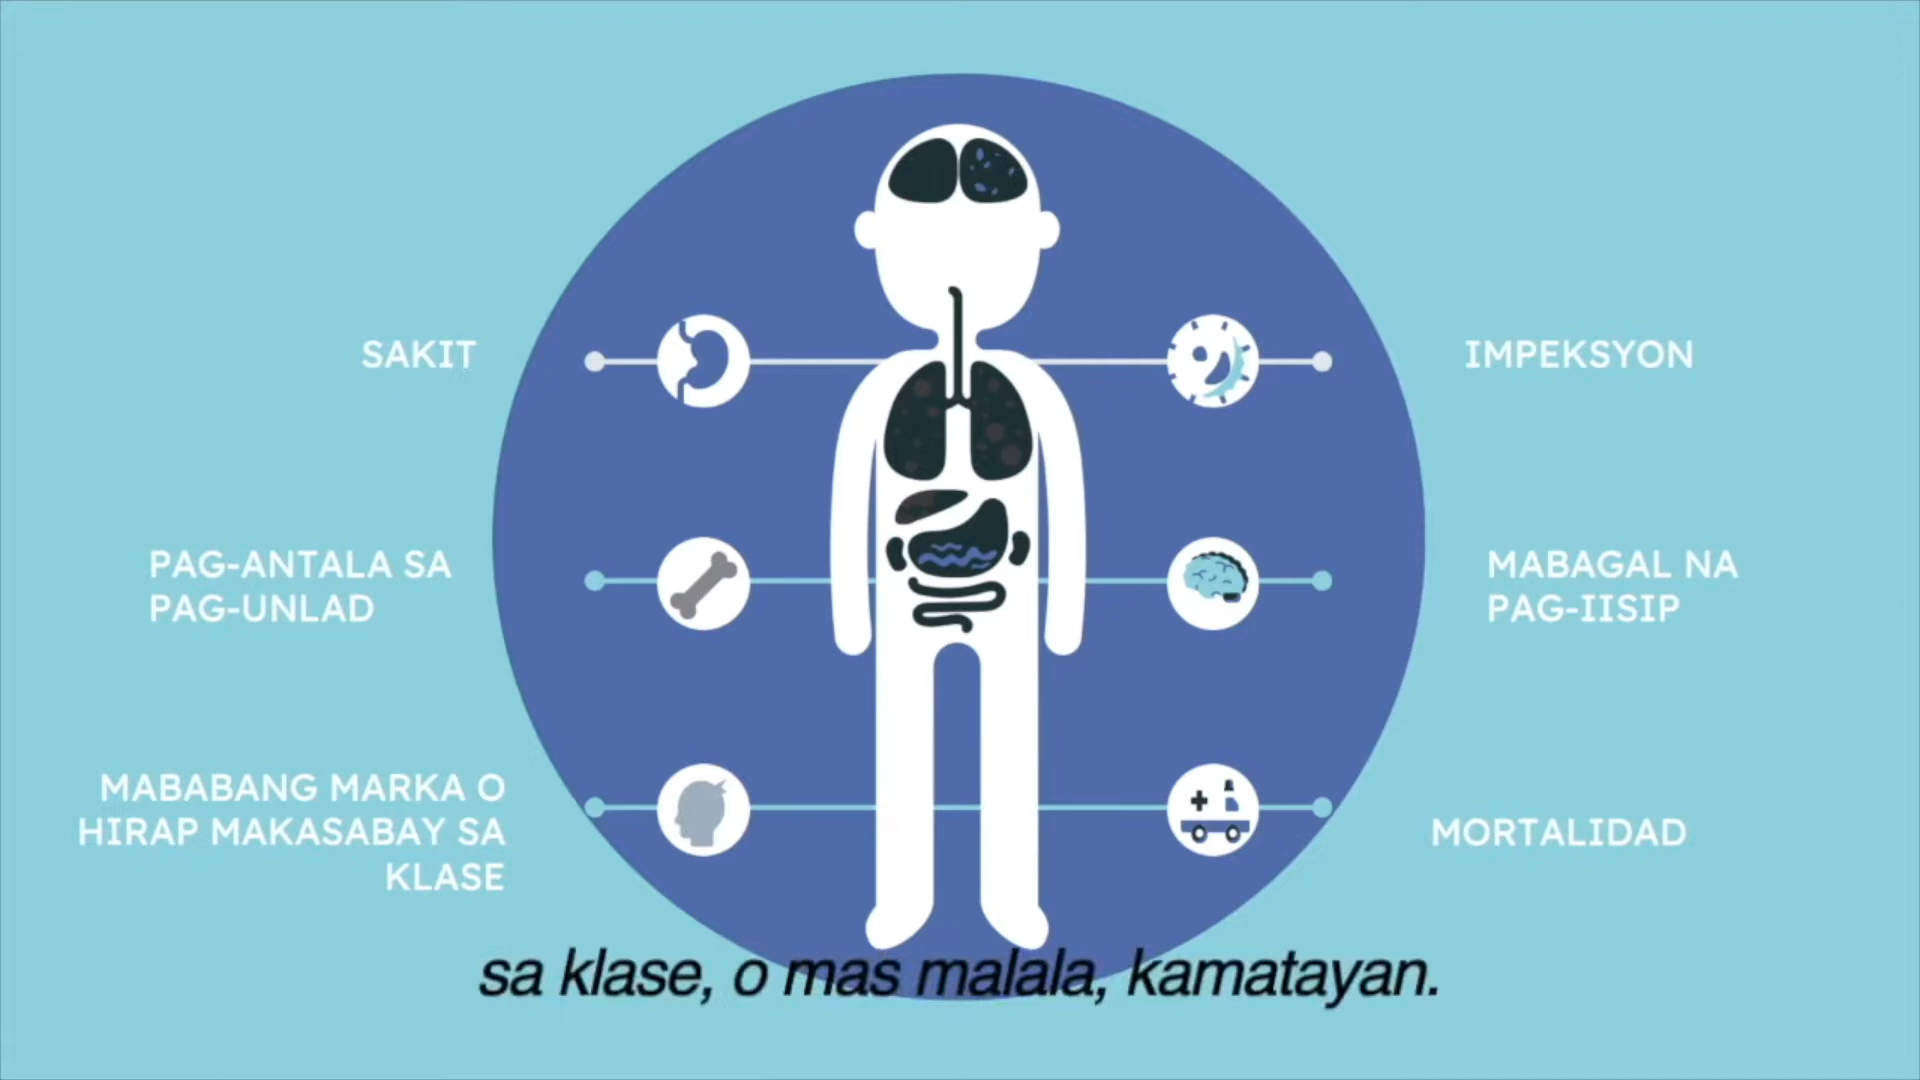 SAKIT
IMPEKSYON
PAG-ANTALA SA
PAG-UNLAD
MABAGAL NA
PAG-IISIP
MABABANG MARKA O
HIRAP MAKASABAY SA
KLASE
MORTALIDAD
sa klase, o mas malala, kamatayan.